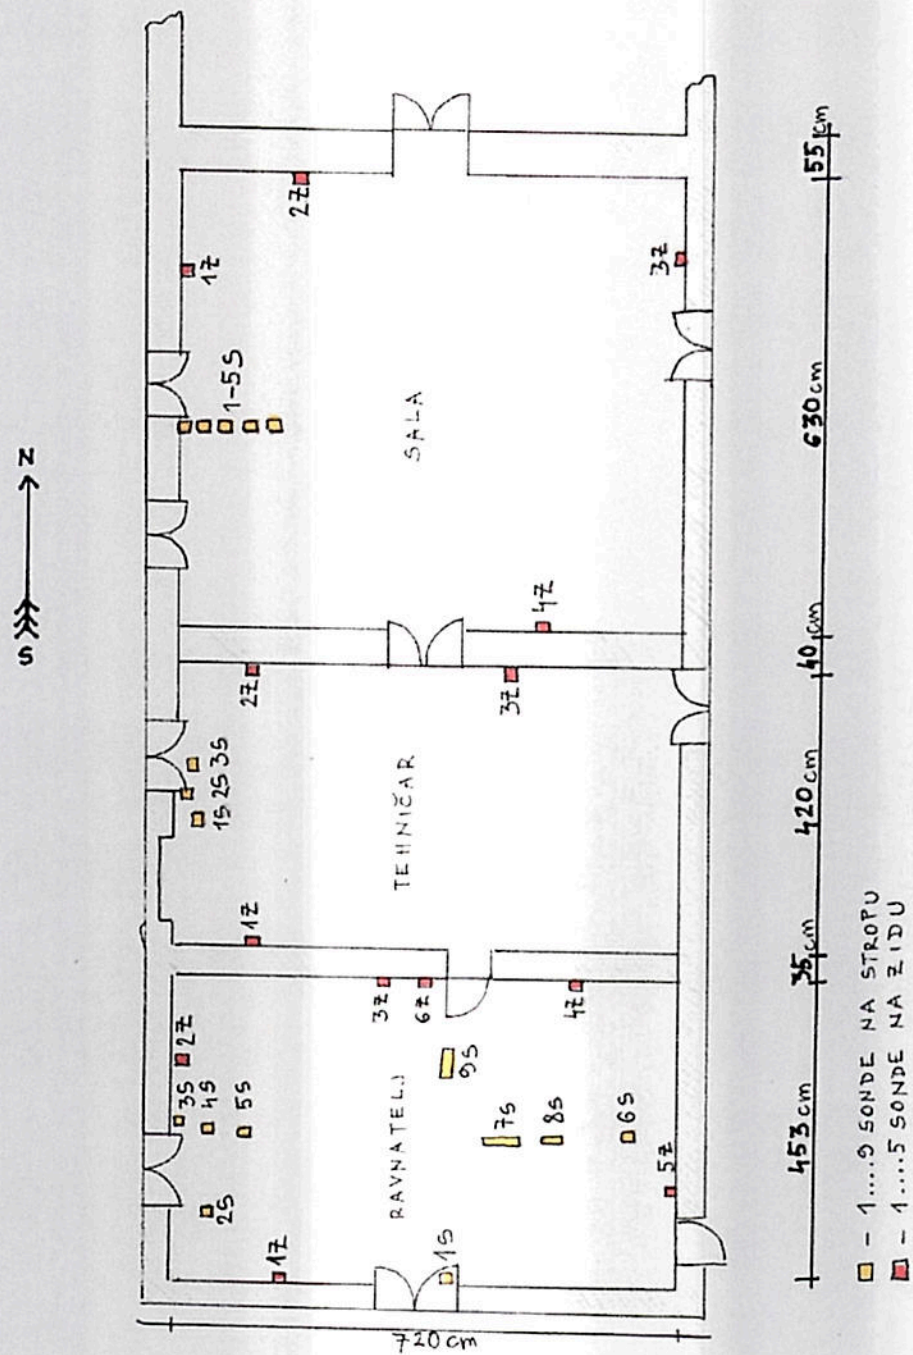 N
S
2Z
1Z
3Z
1-5S
SALA
4Z
2Z
3Z
1S 2S 3S
TEHNIČAR
1Z
3Z
6Z
4Z
2Z
3S
4S
5S
9S
7S
8S
6S
RAVNATELJ
5Z
2S
1Z
1S
720 cm
453 cm
35 cm
420 cm
40 cm
630 cm
55 cm
– 1....9 SONDE NA STROPU
– 1....5 SONDE NA ZIDU